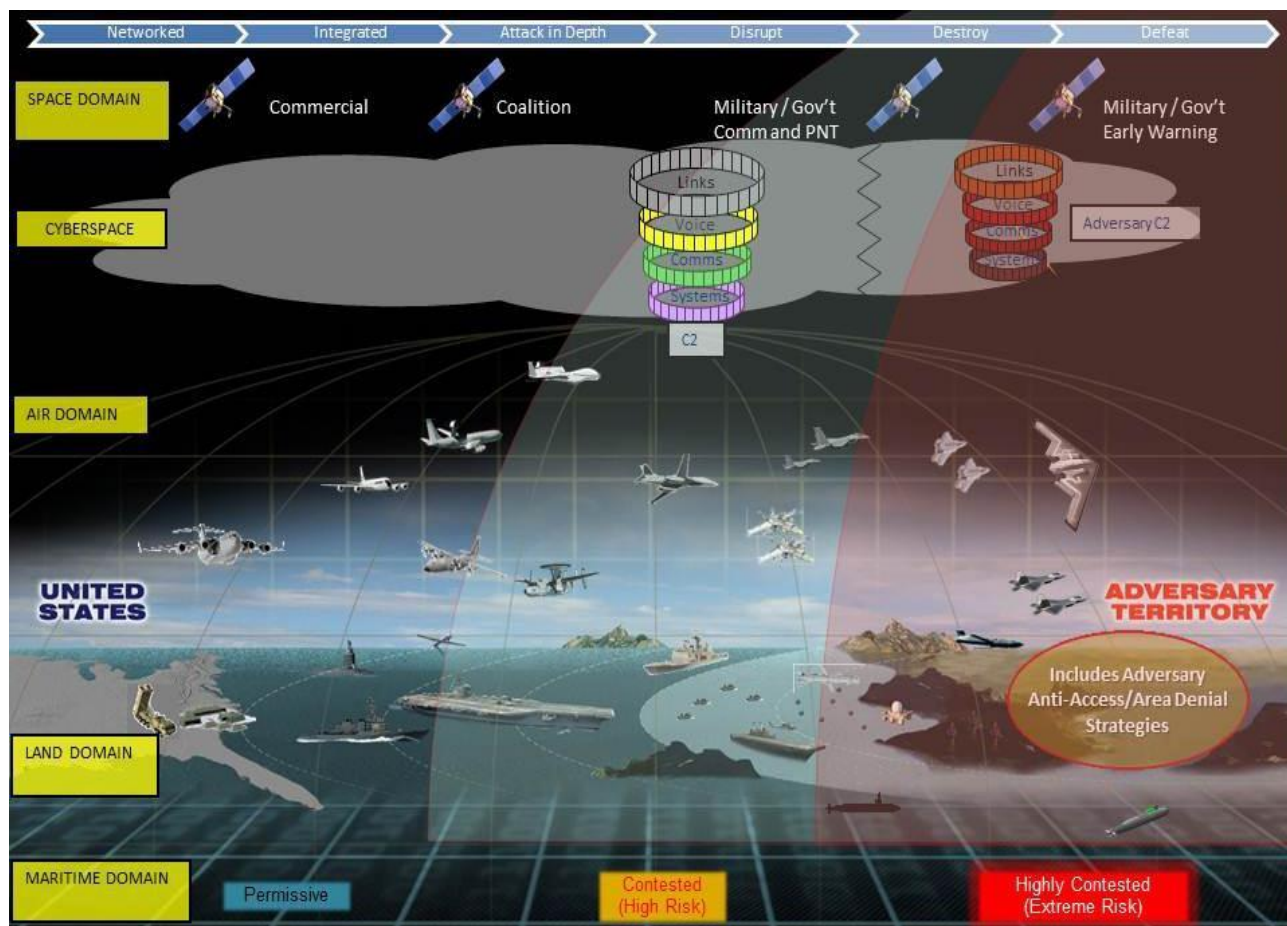 Networked
Integrated
Attack in Depth
Disrupt
Destroy
Defeat
SPACE DOMAIN
Commercial
Coalition
Military / Gov't
Comm and PNT
Military / Gov't
Early Warning
CYBERSPACE
Links
Voice
Comms
Systems
C2
Links
Voice
Comms
Systems
Adversary C2
AIR DOMAIN
UNITED
STATES
ADVERSARY
TERRITORY
Includes Adversary
Anti-Access/Area Denial
Strategies
LAND DOMAIN
MARITIME DOMAIN
Permissive
Contested
(High Risk)
Highly Contested
(Extreme Risk)